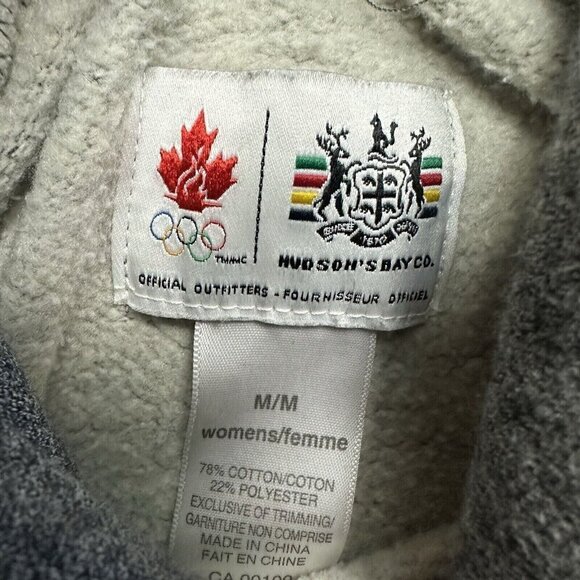 TM/MC
1670
HUDSON'S BAY CO.
OFFICIAL OUTFITTERS - FOURNISSEUR OFFICIEL
M/M
womens/femme
78% COTTON/COTON
22% POLYESTER
EXCLUSIVE OF TRIMMING/
GARNITURE NON COMPRISE
MADE IN CHINA
FAIT EN CHINE